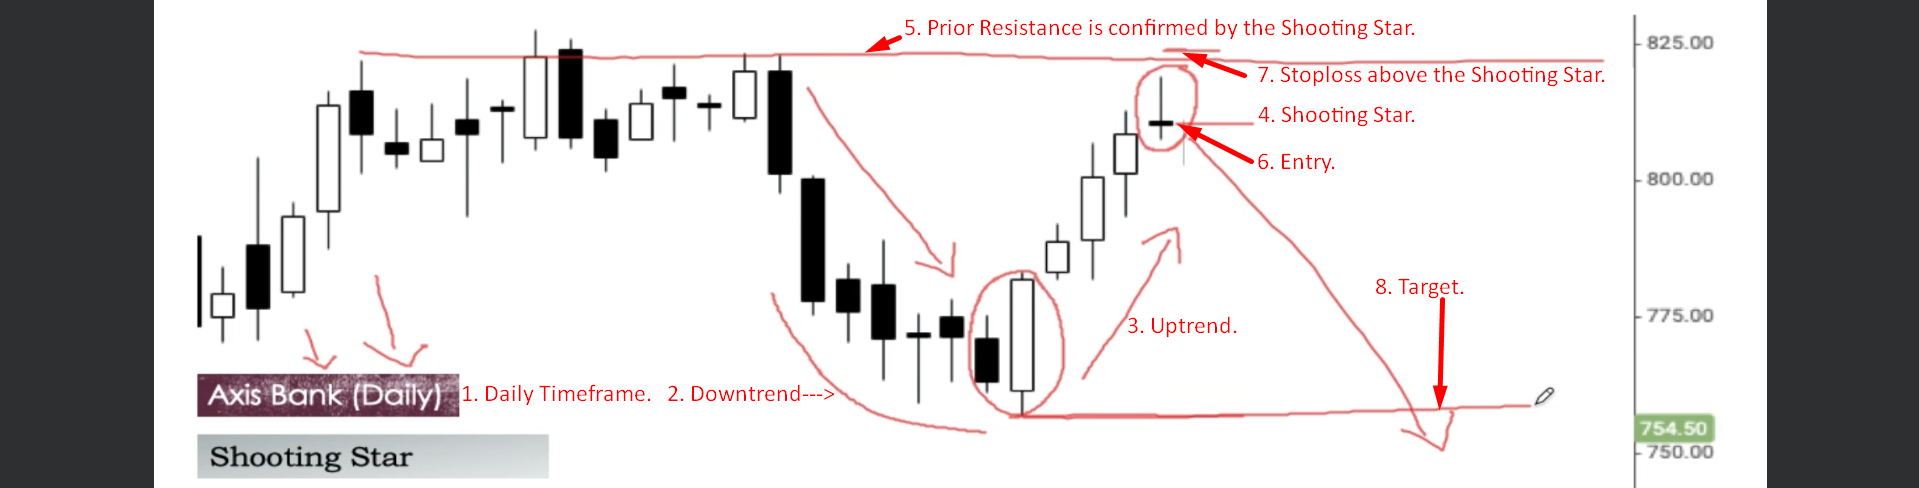 5. Prior Resistance is confirmed by the Shooting Star.
825.00
7. Stoploss above the Shooting Star.
4. Shooting Star.
6. Entry.
800.00
8. Target.
775.00
3. Uptrend.
Axis Bank (Daily)
1. Daily Timeframe. 2. Downtrend--->
754.50
750.00
Shooting Star